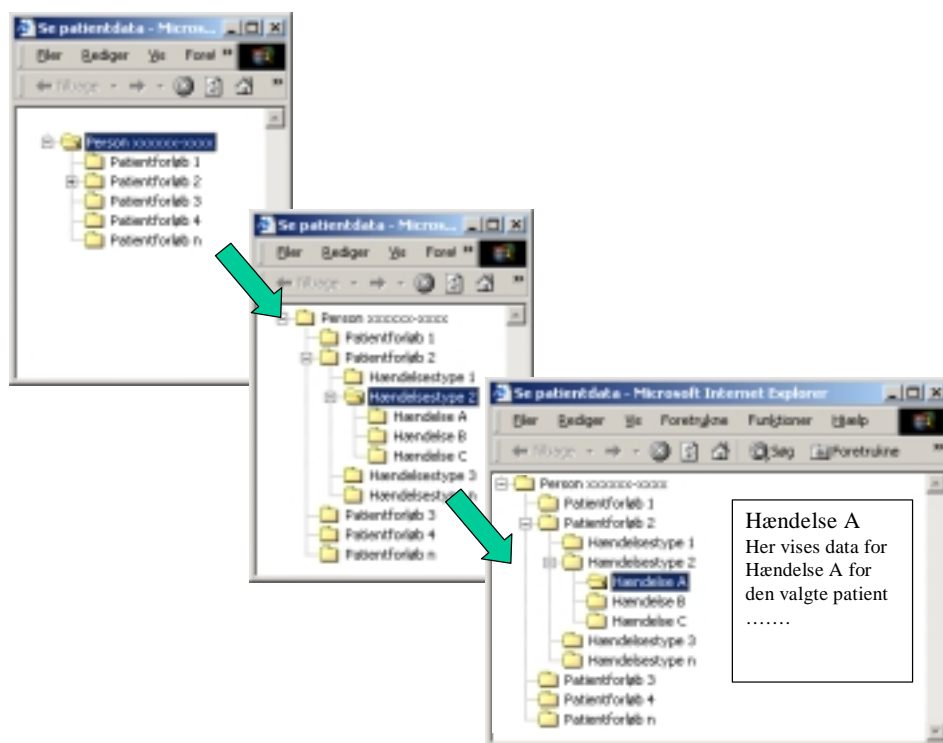 Se patientdata - Micros...
Filer Rediger Vis Foret "
Tilbage
Person xxxxxx-xxxx
Patientforløb 1
Patientforløb 2
Patientforløb 3
Patientforløb 4
Patientforløb n
Se patientdata - Micros...
Filer Rediger Vis Foret "
Tilbage
Person xxxxxx-xxxx
Patientforløb 1
Patientforløb 2
Hændelsestype 1
Hændelsestype 2
Hændelse A
Hændelse B
Hændelse C
Hændelsestype 3
Hændelsestype n
Patientforløb 3
Patientforløb 4
Patientforløb n
Se patientdata - Microsoft Internet Explorer
Filer Rediger Vis Foretrukne Funktioner Hjælp
Tilbage Søg Foretrukne "
Person xxxxxx-xxxx
Patientforløb 1
Patientforløb 2
Hændelsestype 1
Hændelsestype 2
Hændelse A
Hændelse B
Hændelse C
Hændelsestype 3
Hændelsestype n
Patientforløb 3
Patientforløb 4
Patientforløb n
Hændelse A
Her vises data for
Hændelse A for
den valgte patient
.......